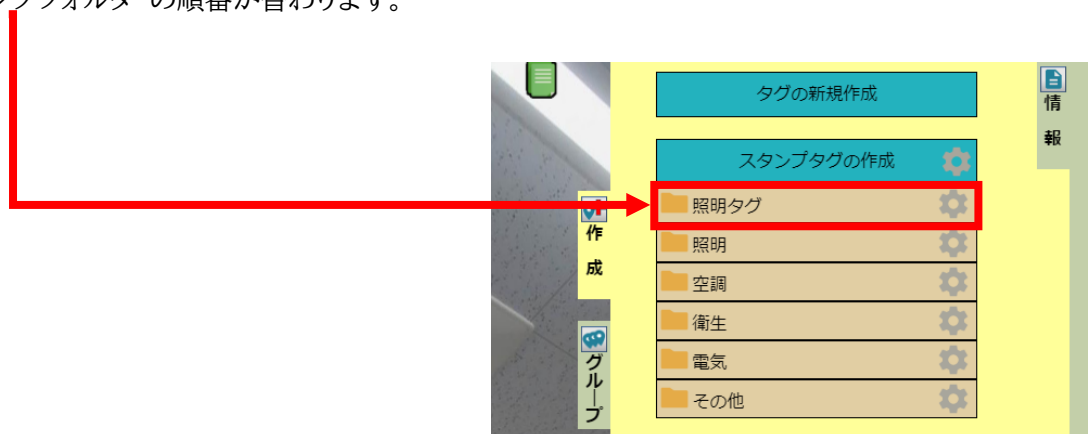 フォルダ の順番が替わります。
タグの新規作成
情報
スタンプタグの作成
照明タグ
作成
照明
空調
衛生
グループ
電気
その他